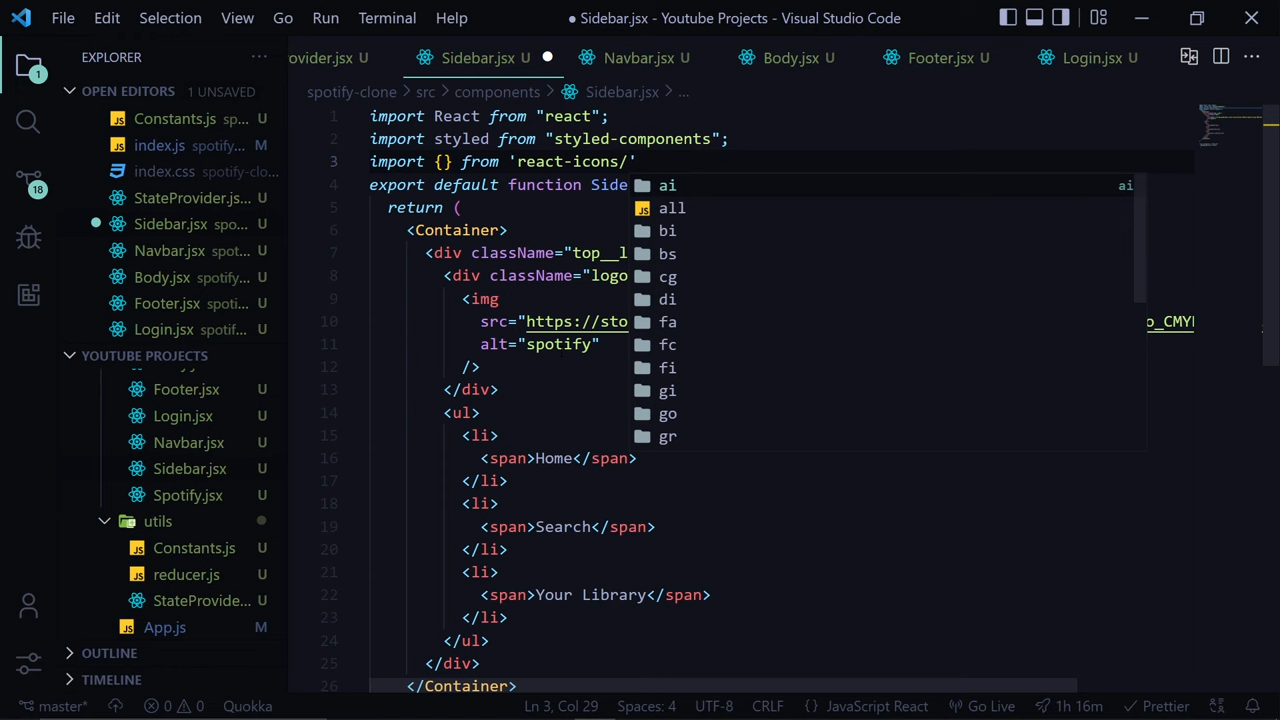 File Edit Selection View Go Run Terminal Help
● Sidebar.jsx - Youtube Projects - Visual Studio Code
EXPLORER
OPEN EDITORS 1 UNSAVED
Constants.js sp...
index.js spotify... M
index.css spotify-clo...
StateProvider.js...
Sidebar.jsx spo...
Navbar.jsx spot...
Body.jsx spotify...
Footer.jsx spoti...
Login.jsx spotif...
YOUTUBE PROJECTS
Footer.jsx U
Login.jsx U
Navbar.jsx U
Sidebar.jsx U
Spotify.jsx U
utils
Constants.js U
reducer.js U
StateProvide... U
App.js M
OUTLINE
TIMELINE
1
18
ovider.jsx U
Sidebar.jsx U
Navbar.jsx U
Body.jsx U
Footer.jsx U
Login.jsx U
spotify-clone > src > components > Sidebar.jsx > ...
1 import React from "react";
2 import styled from "styled-components";
3 import {} from 'react-icons/'
4 export default function Side
5 return (
6 <Container>
7 <div className="top__l
8 <div className="logo
9 <img
10 src="https://sto o_CMY
11 alt="spotify"
12 />
13 </div>
14 <ul>
15 <li>
16 <span>Home</span>
17 </li>
18 <li>
19 <span>Search</span>
20 </li>
21 <li>
22 <span>Your Library</span>
23 </li>
24 </ul>
25 </div>
26 </Container>
ai ai
all
bi
bs
cg
di
fa
fc
fi
gi
go
gr
master* 0 0 Quokka Ln 3, Col 29 Spaces: 4 UTF-8 CRLF {} JavaScript React Go Live 1h 16m Prettier